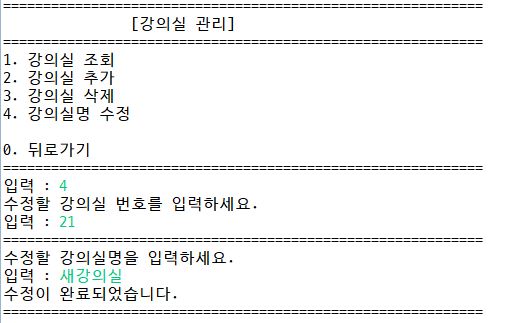 ============================================================
[강의실 관리]
============================================================
1. 강의실 조회
2. 강의실 추가
3. 강의실 삭제
4. 강의실명 수정
0. 뒤로가기
============================================================
입력 : 4
수정할 강의실 번호를 입력하세요.
입력 : 21
============================================================
수정할 강의실명을 입력하세요.
입력 : 새강의실
수정이 완료되었습니다.
============================================================